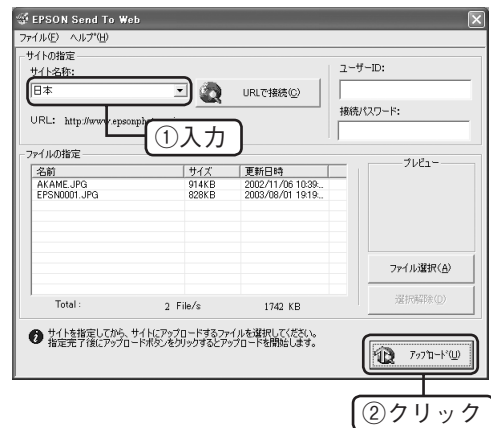 EPSON Send To Web
ファイル(F) ヘルプ(H)
サイトの指定
サイト名称:
日本
URLで接続(C)
ユーザーID:
接続パスワード:
URL: http://www.epsonph
①入力
ファイルの指定
名前 サイズ 更新日時
AKAME.JPG 914KB 2002/11/06 10:39:...
EPSN0001.JPG 828KB 2003/08/01 19:19:...
プレビュー
ファイル選択(A)
選択解除(D)
Total: 2 File/s 1742 KB
サイトを指定してから、サイトにアップロードするファイルを選択してください。
指定完了後にアップロードボタンをクリックするとアップロードを開始します。
アップロード(U)
②クリック